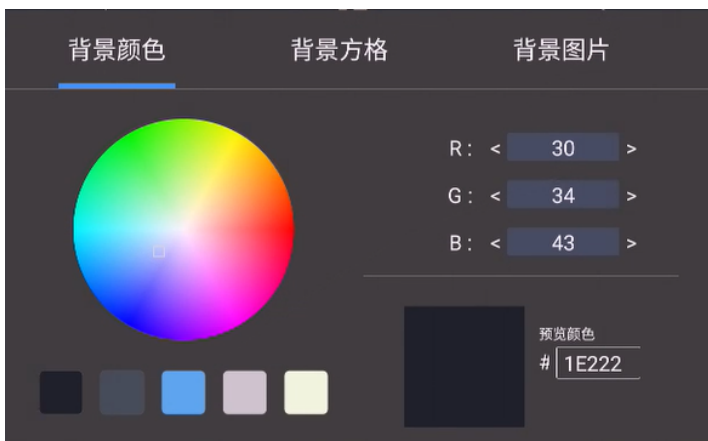 背景颜色 背景方格 背景图片
R: < 30 >
G: < 34 >
B: < 43 >
预览颜色
# 1E222